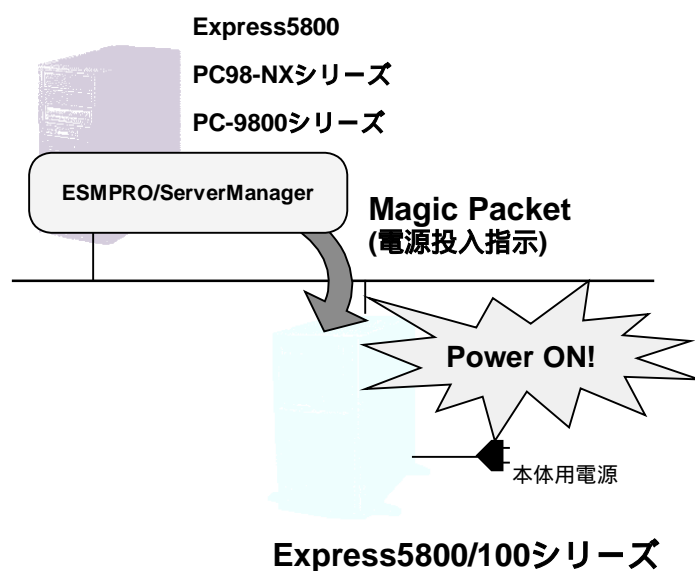 Express5800
PC98-NXシリーズ
PC-9800シリーズ
ESMPRO/ServerManager
Magic Packet
(電源投入指示)
Power ON!
本体用電源
Express5800/100シリーズ